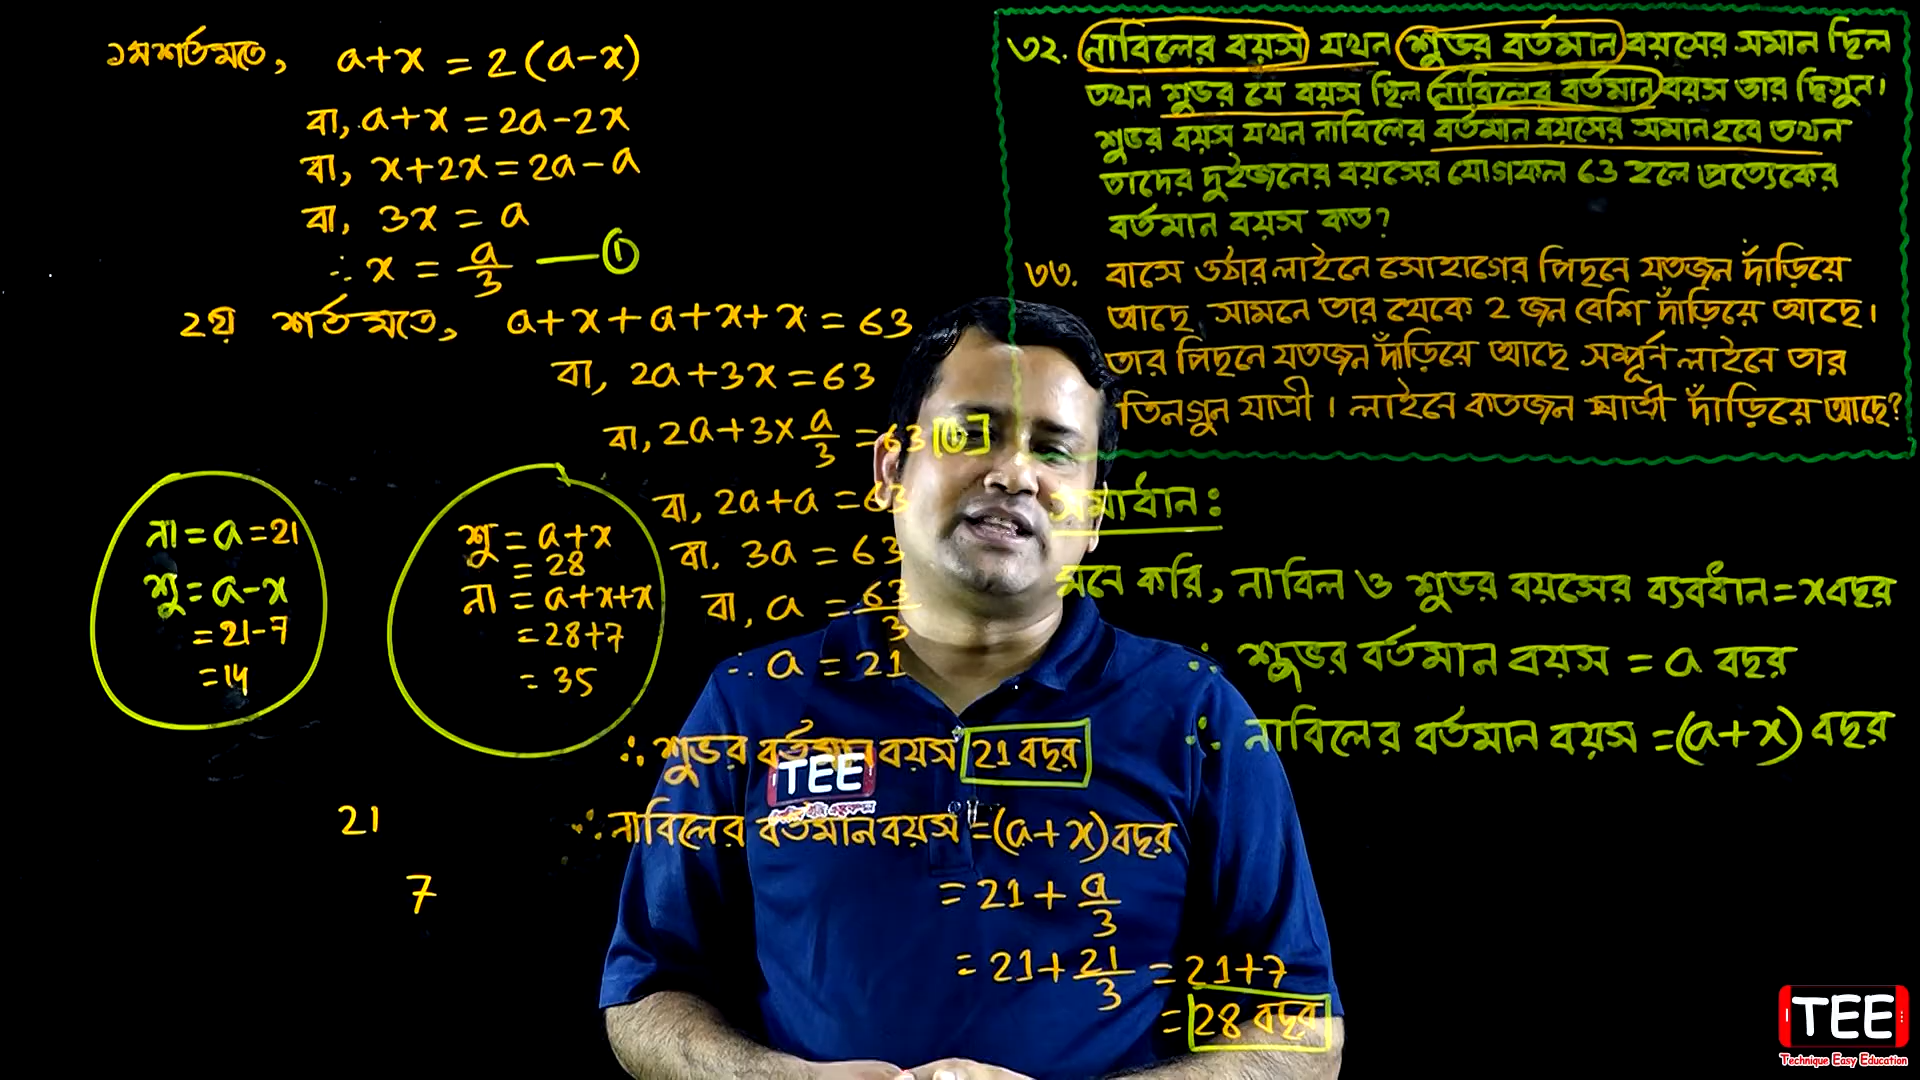 ৩২. নাবিলের বয়স যখন শুভর বর্তমান বয়সের সমান ছিল
তখন শুভর যে বয়স ছিল নাবিলের বর্তমান বয়স তার দ্বিগুন।
শুভর বয়স যখন নাবিলের বর্তমান বয়সের সমান হবে তখন
তাদের দুইজনের বয়সের যোগফল 63 হলে প্রত্যেকের
বর্তমান বয়স কত?
৩৩. বাসে ওঠার লাইনে সোহাগের পিছনে যতজন দাঁড়িয়ে
আছে সামনে তার থেকে 2 জন বেশি দাঁড়িয়ে আছে।
তার পিছনে যতজন দাঁড়িয়ে আছে সম্পূর্ন লাইনে তার
তিনগুন যাত্রী। লাইনে কতজন যাত্রী দাঁড়িয়ে আছে?
সমাধান:
মনে করি, নাবিল ও শুভর বয়সের ব্যবধান = x বছর
∴ শুভর বর্তমান বয়স = a বছর
∴ নাবিলের বর্তমান বয়স = (a+x) বছর
১ম শর্তমতে, a+x = 2(a-x)
বা, a+x = 2a-2x
বা, x+2x = 2a-a
বা, 3x = a
∴ x = a/3 —— ①
2য় শর্তমতে, a+x+a+x+x = 63
বা, 2a+3x = 63
বা, 2a+3x a/3 = 63 [①]
বা, 2a+a = 63
বা, 3a = 63
বা, a = 63/3
∴ a = 21
∴ শুভর বর্তমান বয়স 21 বছর
∴ নাবিলের বর্তমান বয়স = (a+x) বছর
= 21 + a/3
= 21 + 21/3 = 21+7
= 28 বছর
না = a = 21
শু = a-x
= 21-7
= 14
শু = a+x
= 28
না = a+x+x
= 28+7
= 35
21
7
TEE
TEE
Technique Easy Education